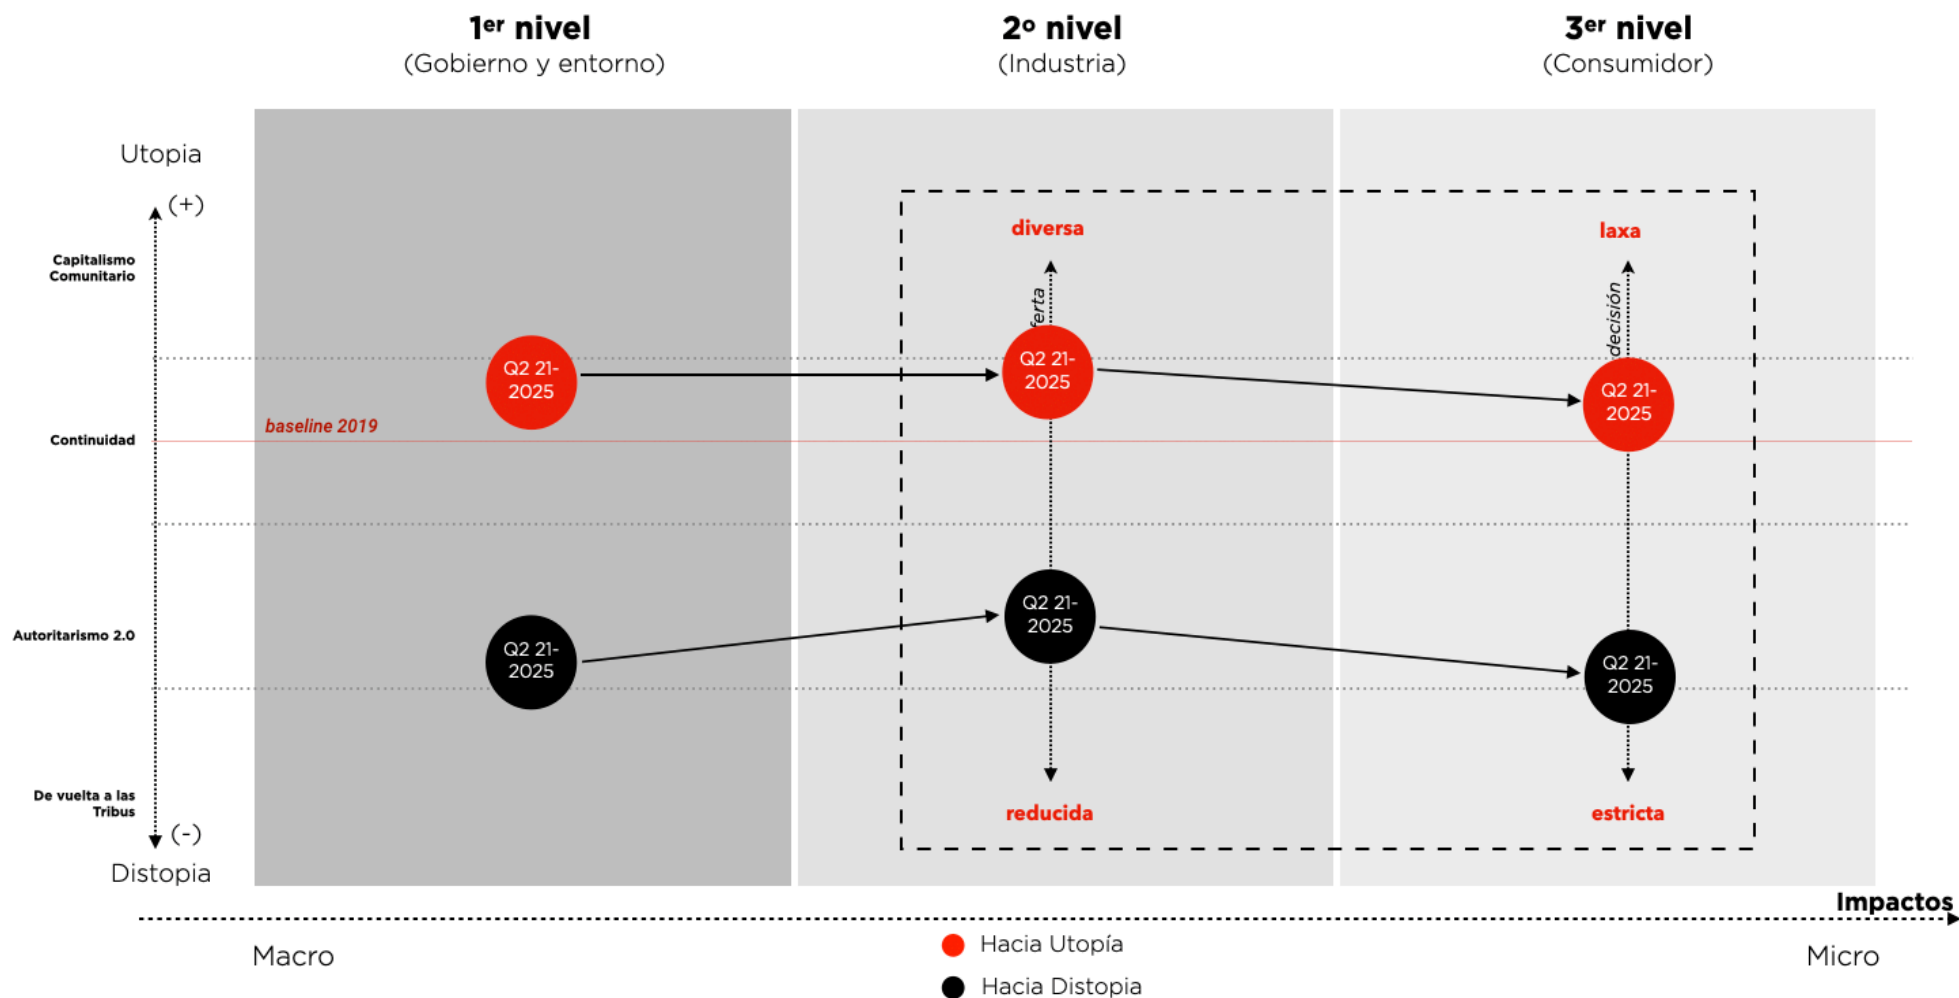 1er nivel
(Gobierno y entorno)
2º nivel
(Industria)
3er nivel
(Consumidor)
Utopia
(+)
Capitalismo
Comunitario
Continuidad
Autoritarismo 2.0
De vuelta a las
Tribus
(-)
Distopia
baseline 2019
Q2 21-
2025
Q2 21-
2025
diversa
ferta
Q2 21-
2025
Q2 21-
2025
reducida
laxa
decisión
Q2 21-
2025
Q2 21-
2025
estricta
Impactos
Macro
Hacia Utopía
Hacia Distopia
Micro